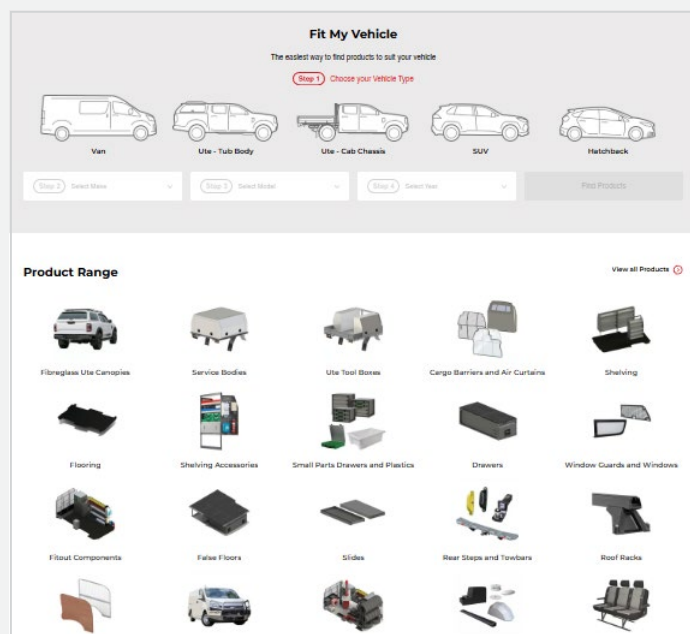 Fit My Vehicle
The easiest way to find products to suit your vehicle
Step 1 Choose your Vehicle Type
Van Ute - Tub Body Ute - Cab Chassis SUV Hatchback
Step 2 Select Make Step 3 Select Model Step 4 Select Year Find Products
Product Range View all Products
Fibreglass Ute Canopies Service Bodies Ute Tool Boxes Cargo Barriers and Air Curtains Shelving
Flooring Shelving Accessories Small Parts Drawers and Plastics Drawers Window Guards and Windows
Fitout Components False Floors Slides Rear Steps and Towbars Roof Racks